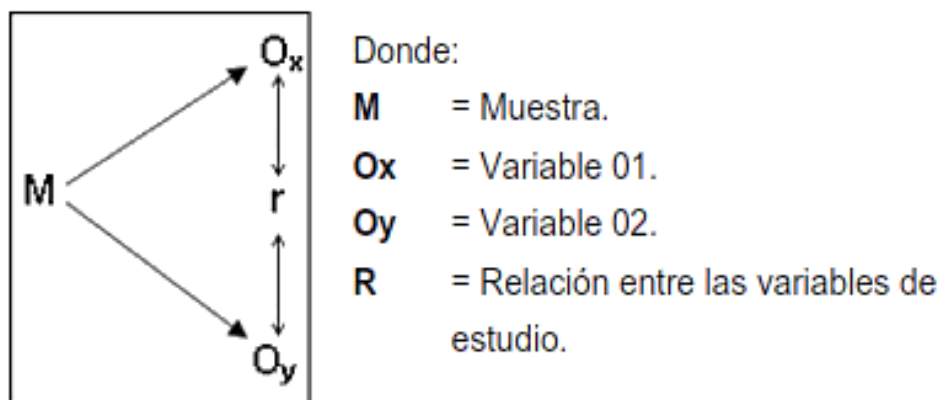 Ox
M
r
Oy
Donde:
M = Muestra.
Ox = Variable 01.
Oy = Variable 02.
R = Relación entre las variables de
estudio.